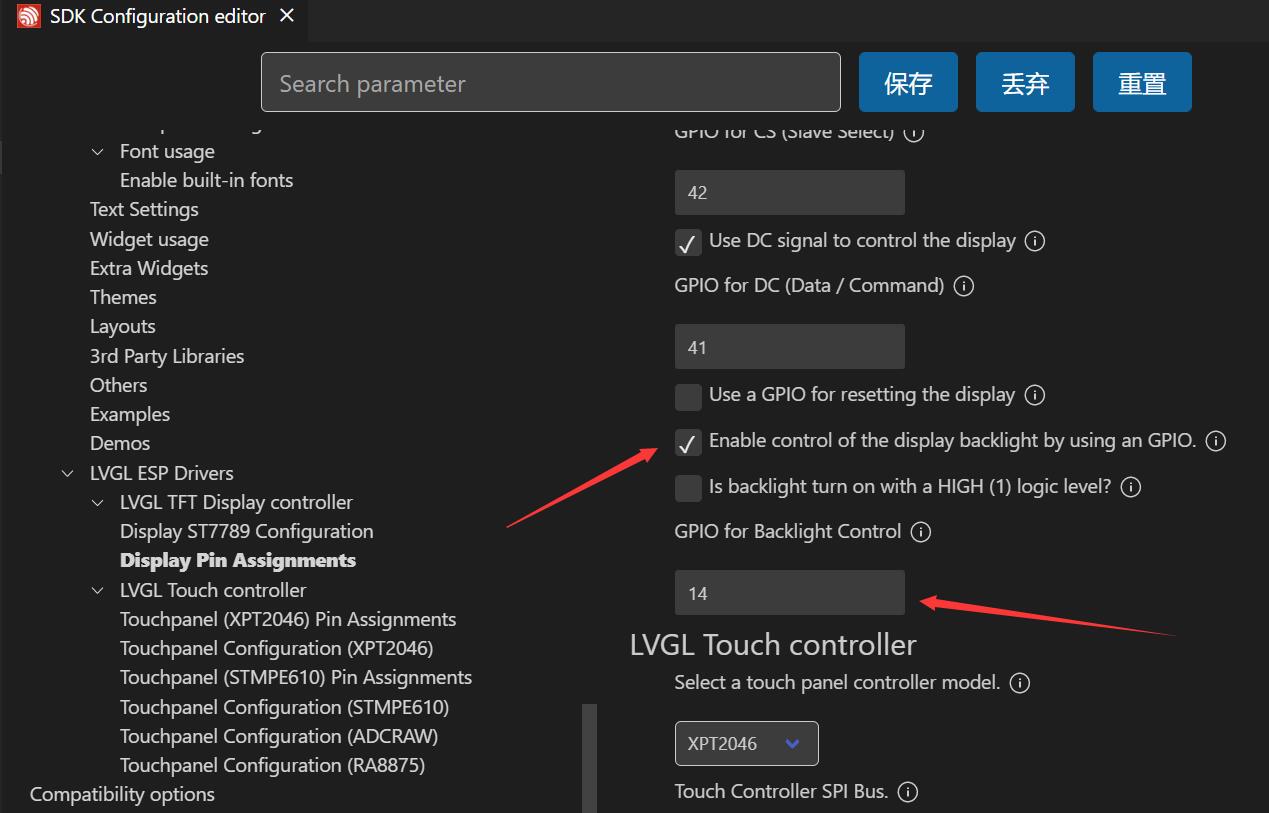 SDK Configuration editor
Search parameter
保存
丢弃
重置
Font usage
Enable built-in fonts
Text Settings
Widget usage
Extra Widgets
Themes
Layouts
3rd Party Libraries
Others
Examples
Demos
LVGL ESP Drivers
LVGL TFT Display controller
Display ST7789 Configuration
Display Pin Assignments
LVGL Touch controller
Touchpanel (XPT2046) Pin Assignments
Touchpanel Configuration (XPT2046)
Touchpanel (STMPE610) Pin Assignments
Touchpanel Configuration (STMPE610)
Touchpanel Configuration (ADCRAW)
Touchpanel Configuration (RA8875)
Compatibility options
GPIO for CS (Slave Select)
42
Use DC signal to control the display
GPIO for DC (Data / Command)
41
Use a GPIO for resetting the display
Enable control of the display backlight by using an GPIO.
Is backlight turn on with a HIGH (1) logic level?
GPIO for Backlight Control
14
LVGL Touch controller
Select a touch panel controller model.
XPT2046
Touch Controller SPI Bus.